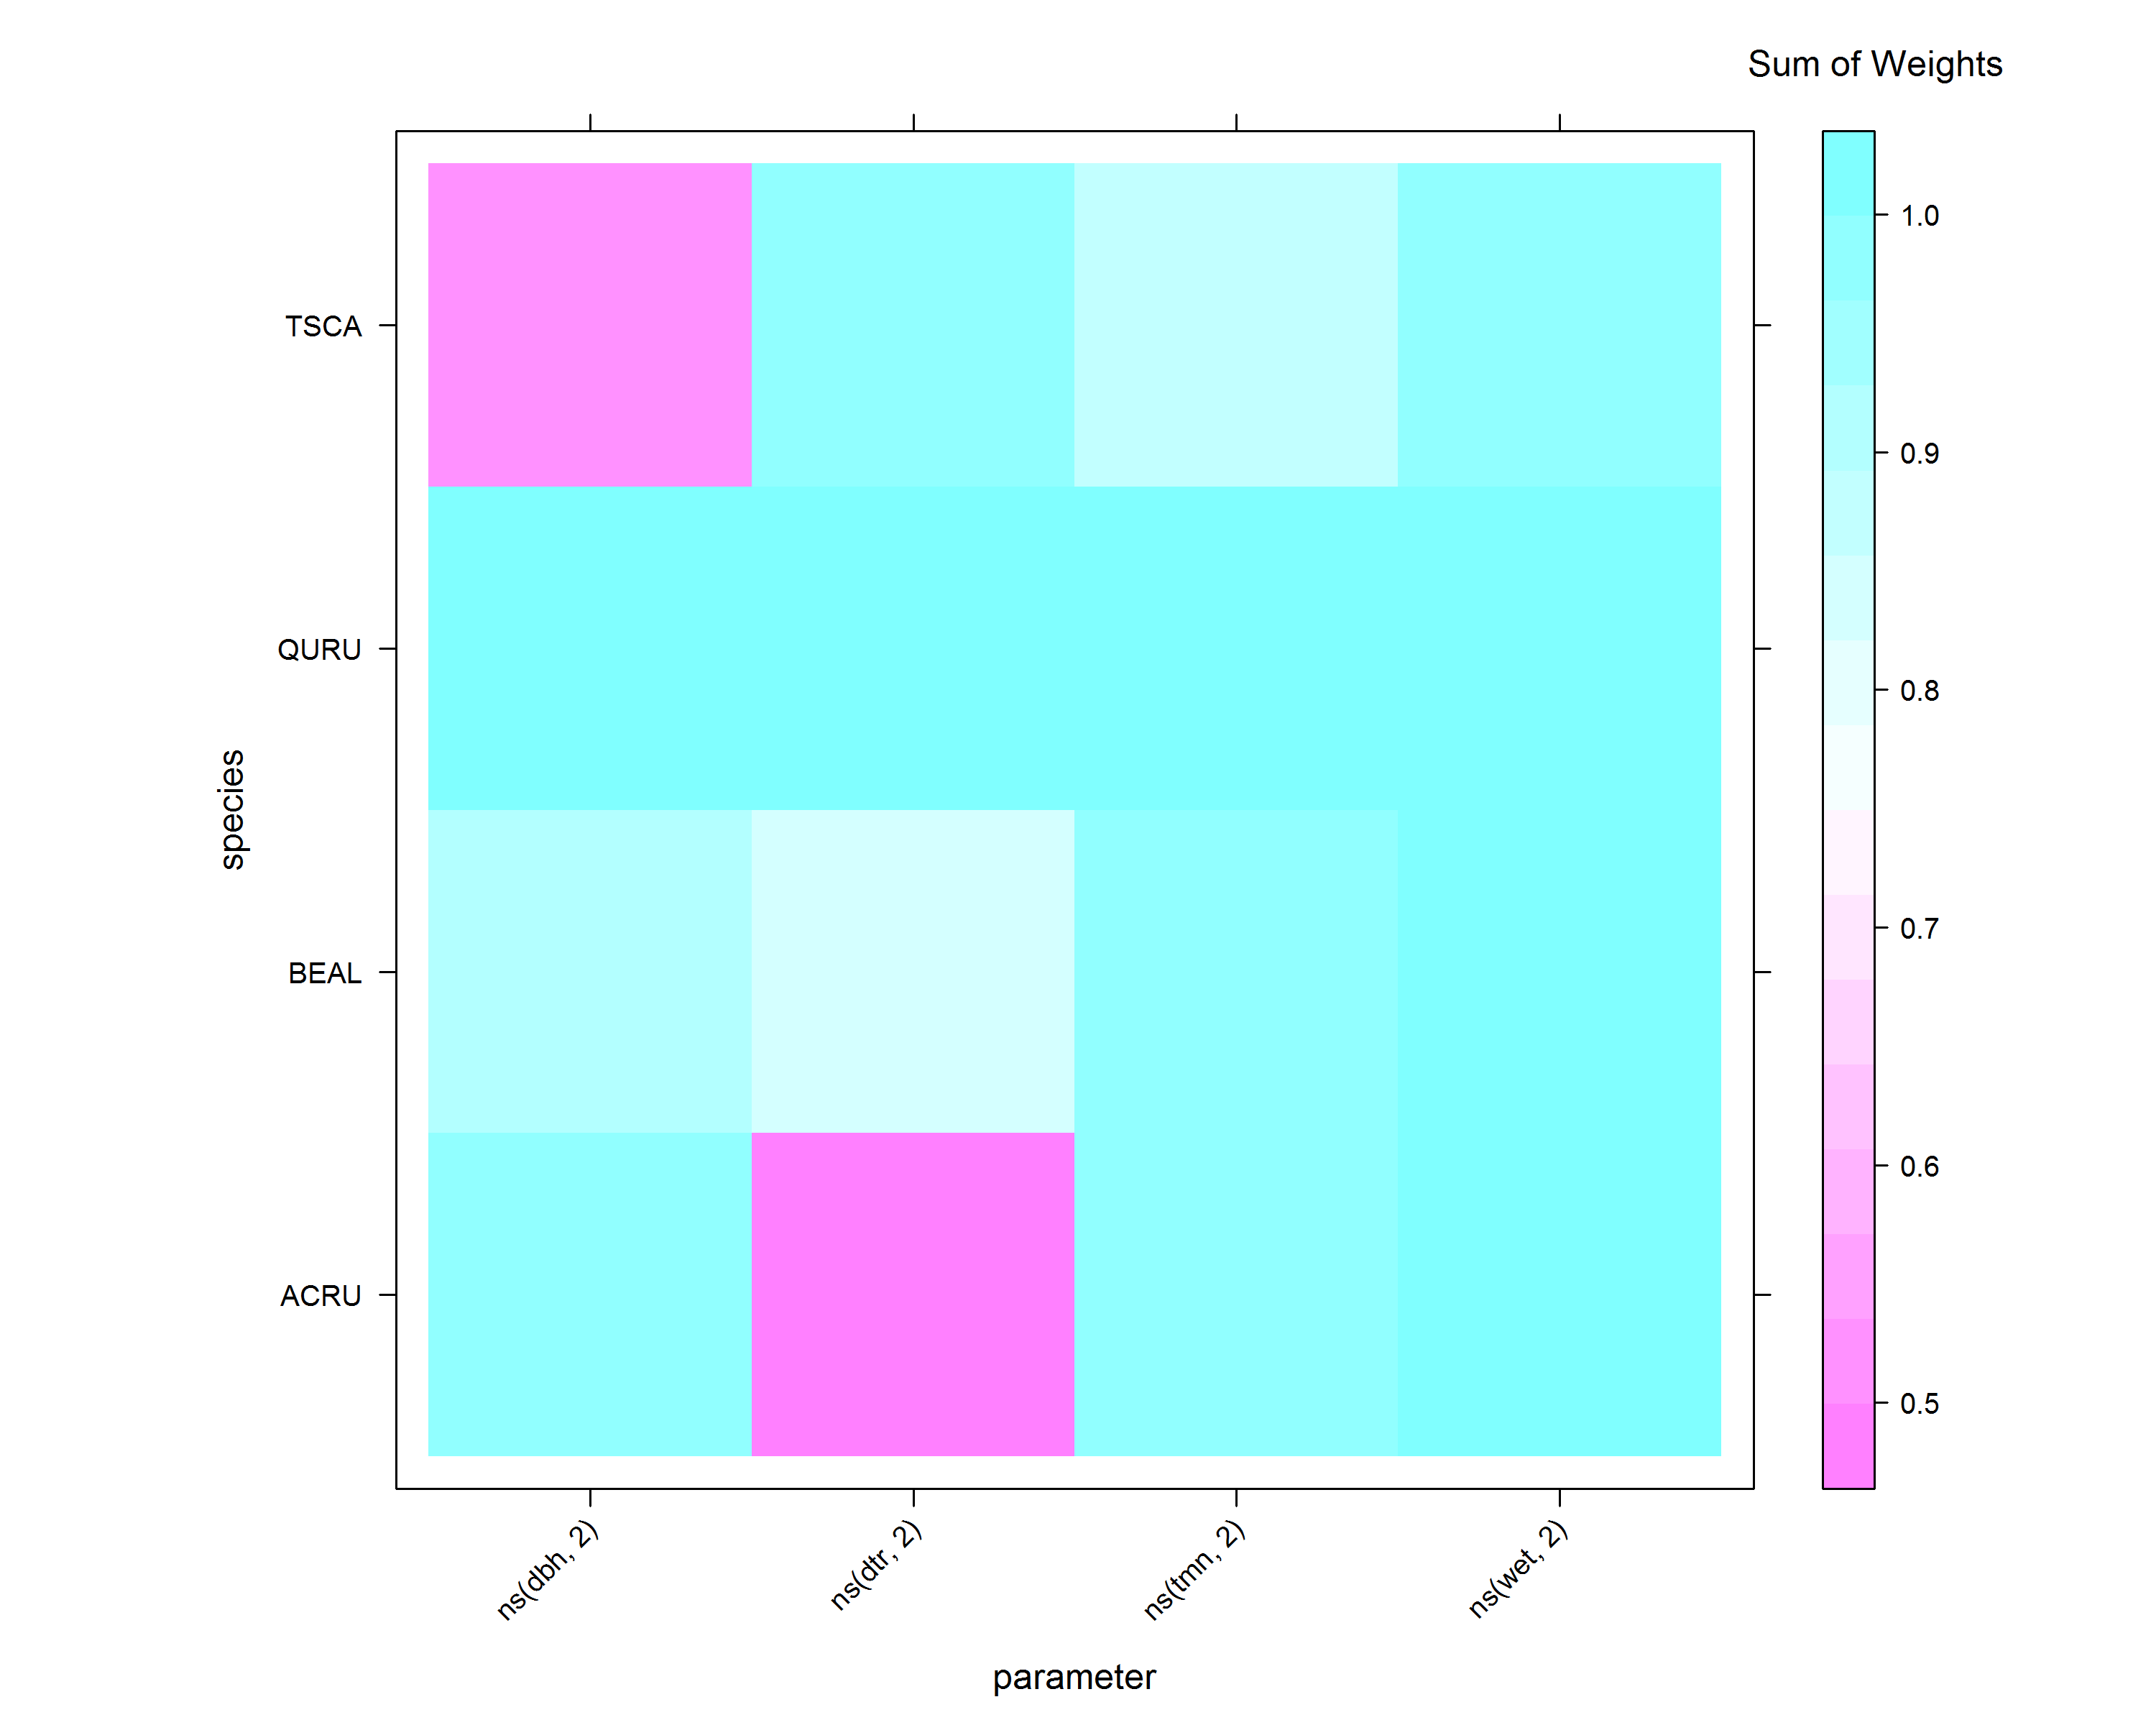 Sum of Weights
1.0
0.9
0.8
0.7
0.6
0.5
species
TSCA
QURU
BEAL
ACRU
ns(dbh, 2)
ns(dtr, 2)
ns(tmn, 2)
ns(wet, 2)
parameter